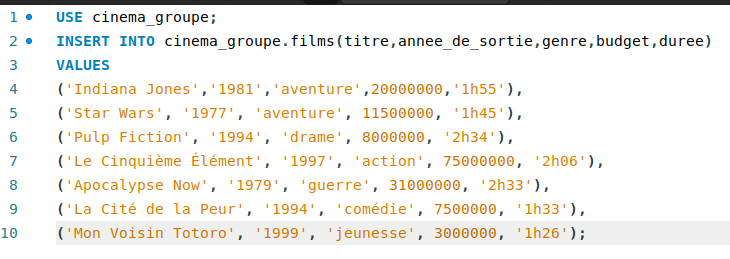 1 USE cinema_groupe;
2 INSERT INTO cinema_groupe.films(titre,annee_de_sortie,genre,budget,duree)
3 VALUES
4 ('Indiana Jones','1981','aventure',20000000,'1h55'),
5 ('Star Wars', '1977', 'aventure', 11500000, '1h45'),
6 ('Pulp Fiction', '1994', 'drame', 8000000, '2h34'),
7 ('Le Cinquième Élément', '1997', 'action', 75000000, '2h06'),
8 ('Apocalypse Now', '1979', 'guerre', 31000000, '2h33'),
9 ('La Cité de la Peur', '1994', 'comédie', 7500000, '1h33'),
10 ('Mon Voisin Totoro', '1999', 'jeunesse', 3000000, '1h26');